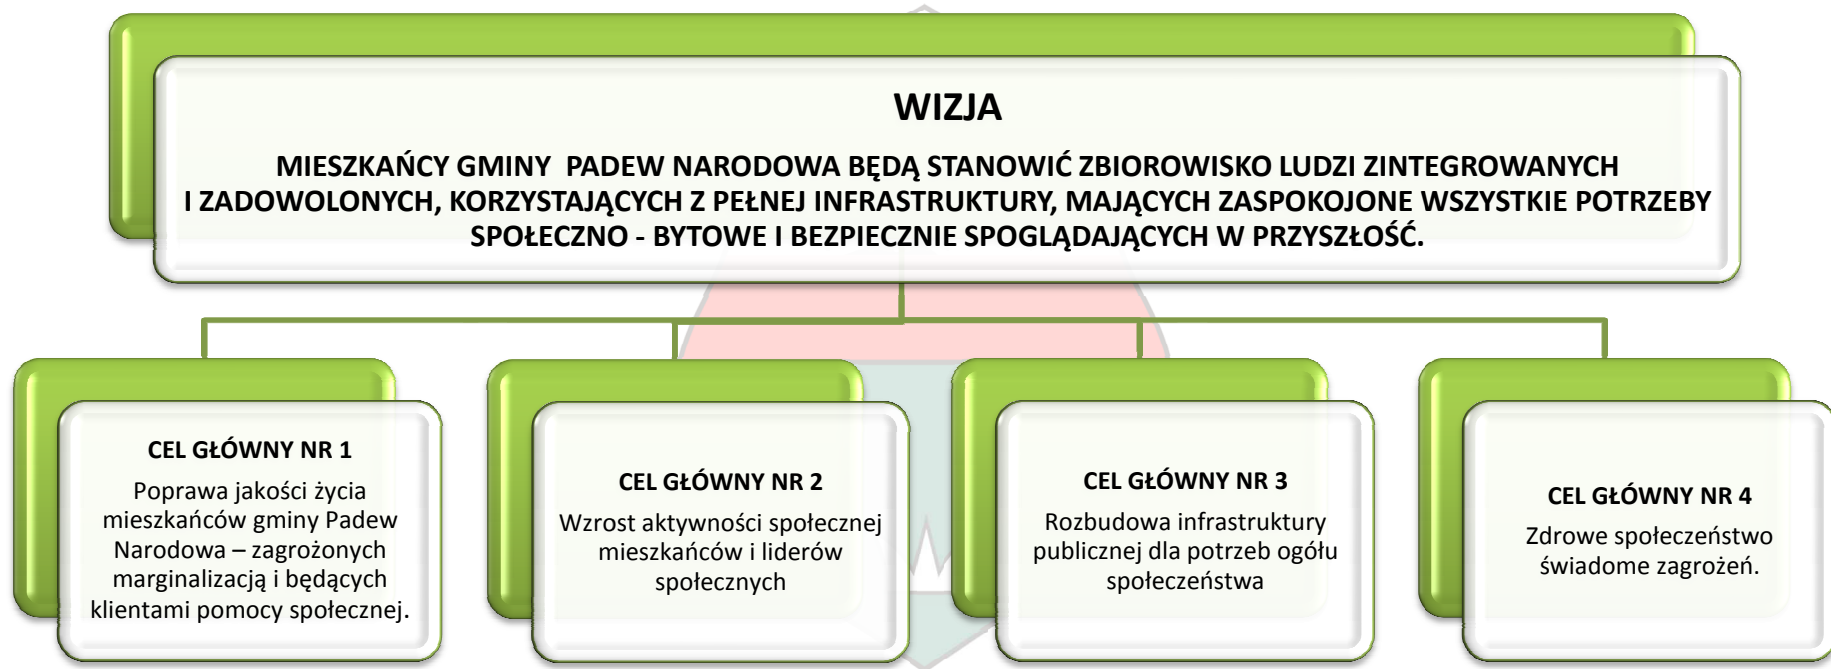 WIZJA
MIESZKAŃCY GMINY PADEW NARODOWA BĘDĄ STANOWIĆ ZBIOROWISKO LUDZI ZINTEGROWANYCH
I ZADOWOLONYCH, KORZYSTAJĄCYCH Z PEŁNEJ INFRASTRUKTURY, MAJĄCYCH ZASPOKOJONE WSZYSTKIE POTRZEBY
SPOŁECZNO - BYTOWE I BEZPIECZNIE SPOGLĄDAJĄCYCH W PRZYSZŁOŚĆ.
CEL GŁÓWNY NR 1
Poprawa jakości życia
mieszkańców gminy Padew
Narodowa – zagrożonych
marginalizacją i będących
klientami pomocy społecznej.
CEL GŁÓWNY NR 2
Wzrost aktywności społecznej
mieszkańców i liderów
społecznych
CEL GŁÓWNY NR 3
Rozbudowa infrastruktury
publicznej dla potrzeb ogółu
społeczeństwa
CEL GŁÓWNY NR 4
Zdrowe społeczeństwo
świadome zagrożeń.